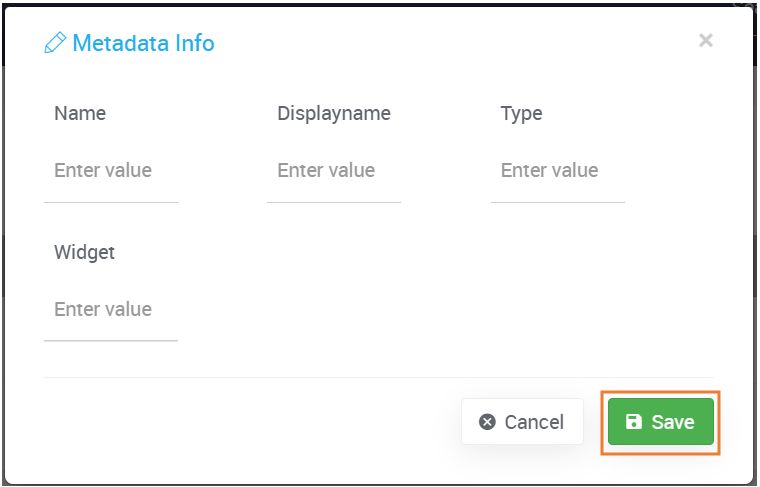 Metadata Info
Name Displayname Type
Enter value Enter value Enter value
Widget
Enter value
Cancel Save